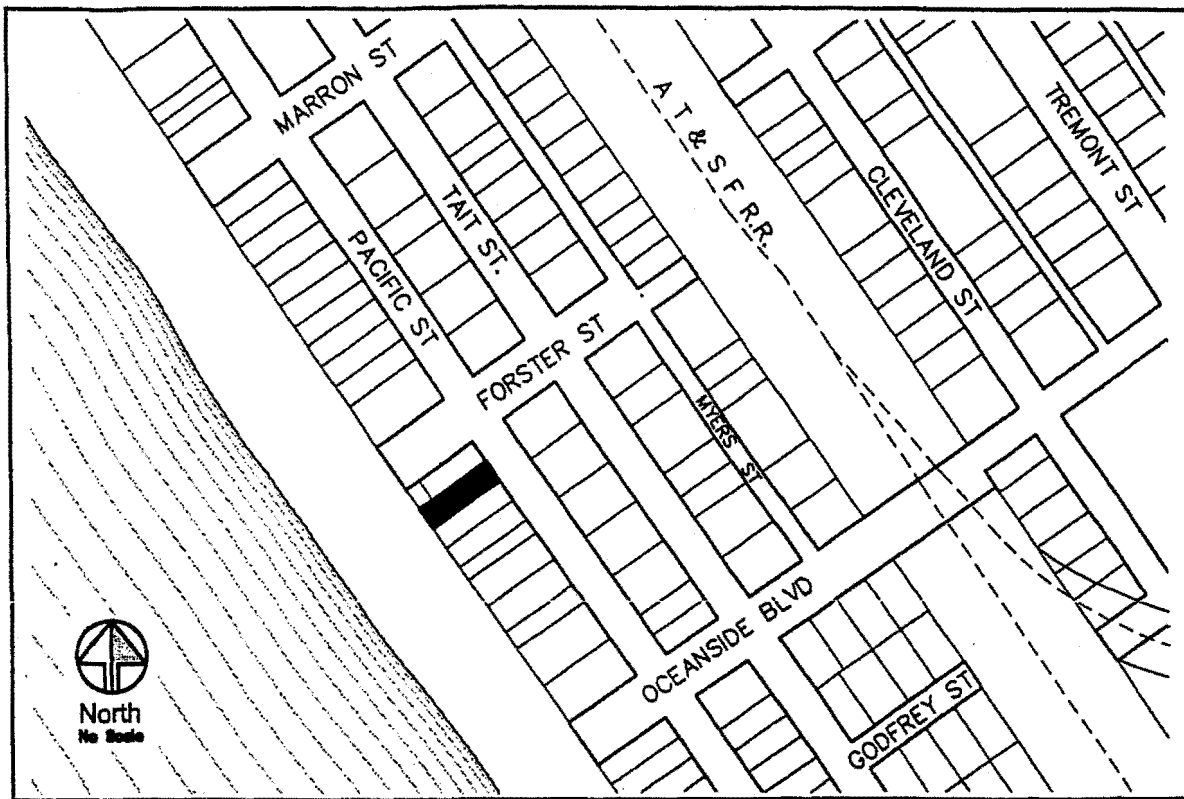 MARRON ST
A T & S F R.R.
TREMONT ST
TAIT ST.
CLEVELAND ST
PACIFIC ST
FORSTER ST
MYERS ST
OCEANSIDE BLVD
GODFREY ST
North
No Scale